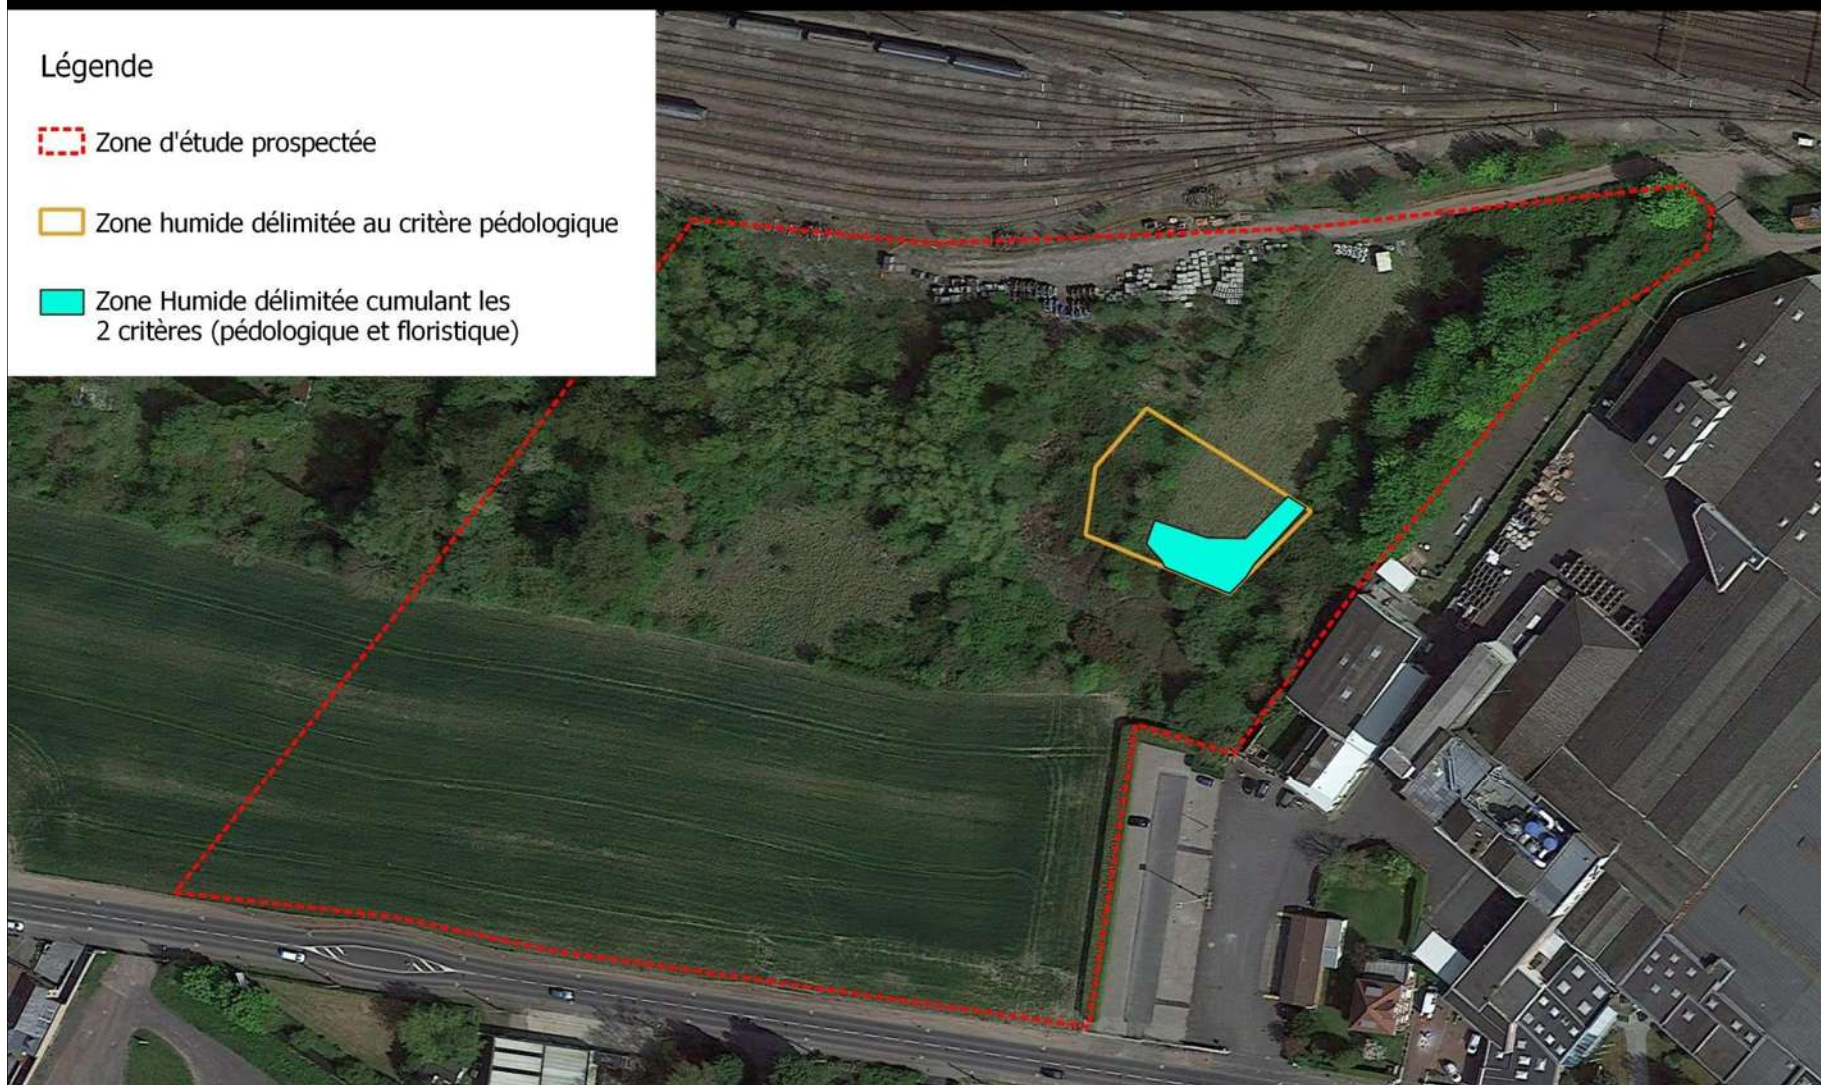 Légende
Zone d'étude prospectée
Zone humide délimitée au critère pédologique
Zone Humide délimitée cumulant les
2 critères (pédologique et floristique)